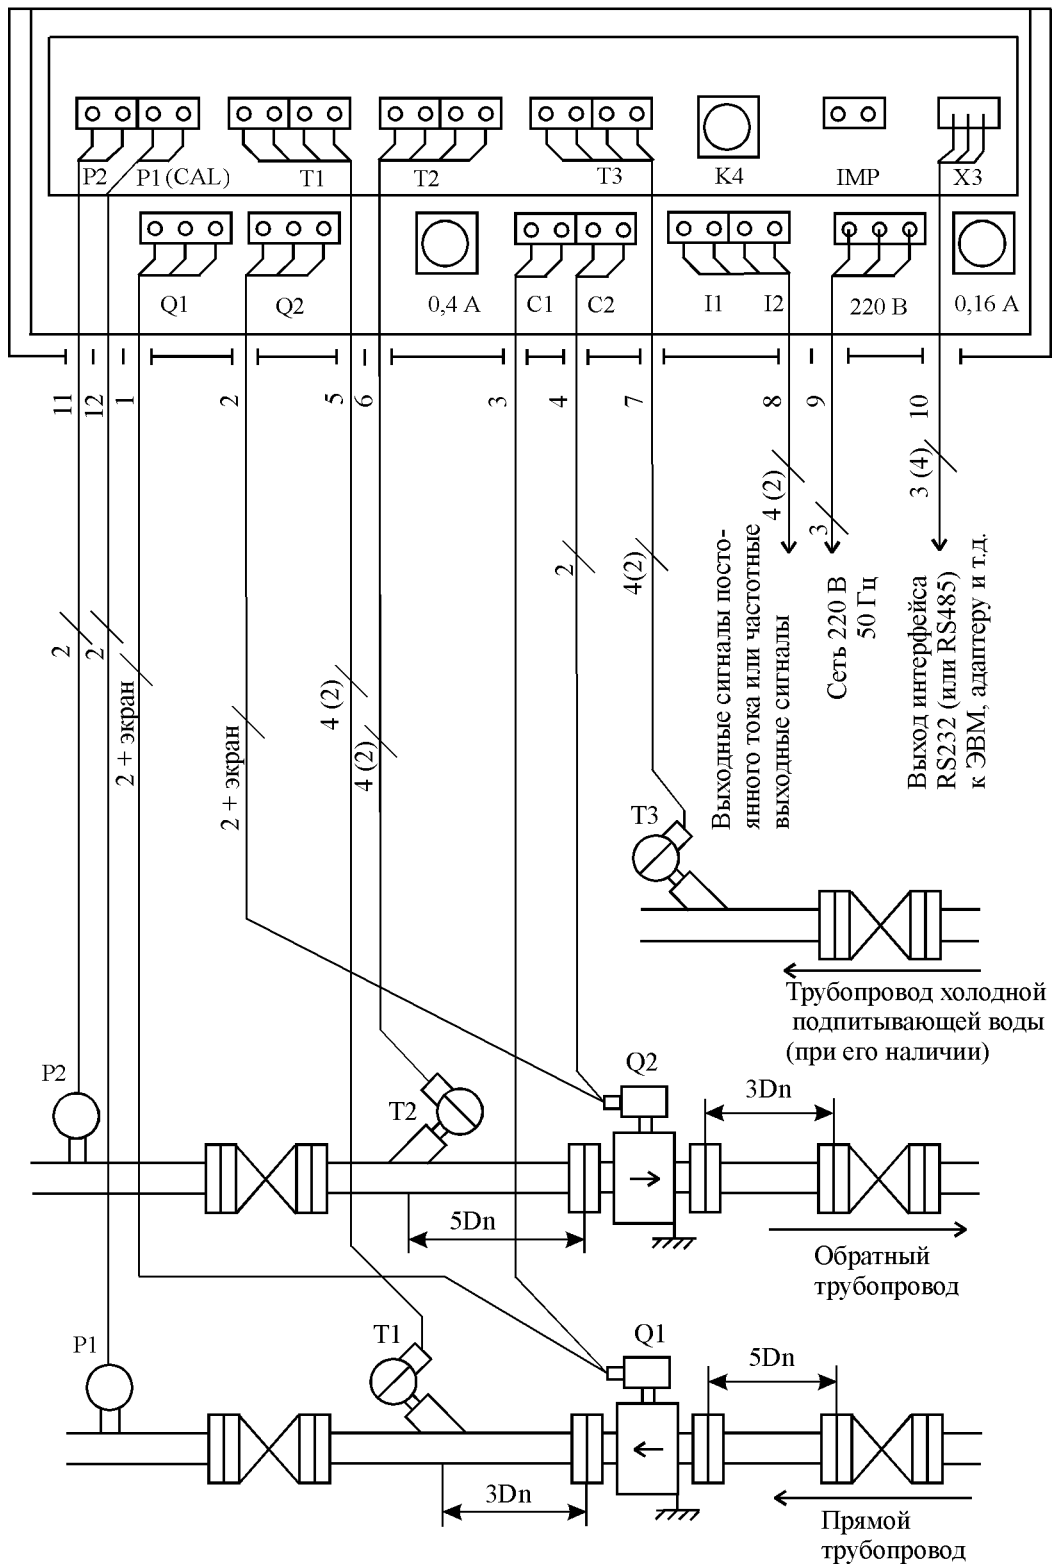 P2
P1 (CAL)
T1
T2
T3
K4
IMP
X3
Q1
Q2
0,4 А
C1
C2
I1
I2
220 В
0,16 А
11
12
1
2
5
6
3
4
7
8
9
10
2
2
2 + экран
2 + экран
4 (2)
4 (2)
2
4(2)
4 (2)
3
3 (4)
Выходные сигналы посто-
янного тока или частотные
выходные сигналы
Сеть 220 В
50 Гц
Выход интерфейса
RS232 (или RS485)
к ЭВМ, адаптеру и т.д.
T3
Трубопровод холодной
подпитывающей воды
(при его наличии)
P2
T2
Q2
3Dn
5Dn
Обратный
трубопровод
P1
T1
Q1
5Dn
3Dn
Прямой
трубопровод